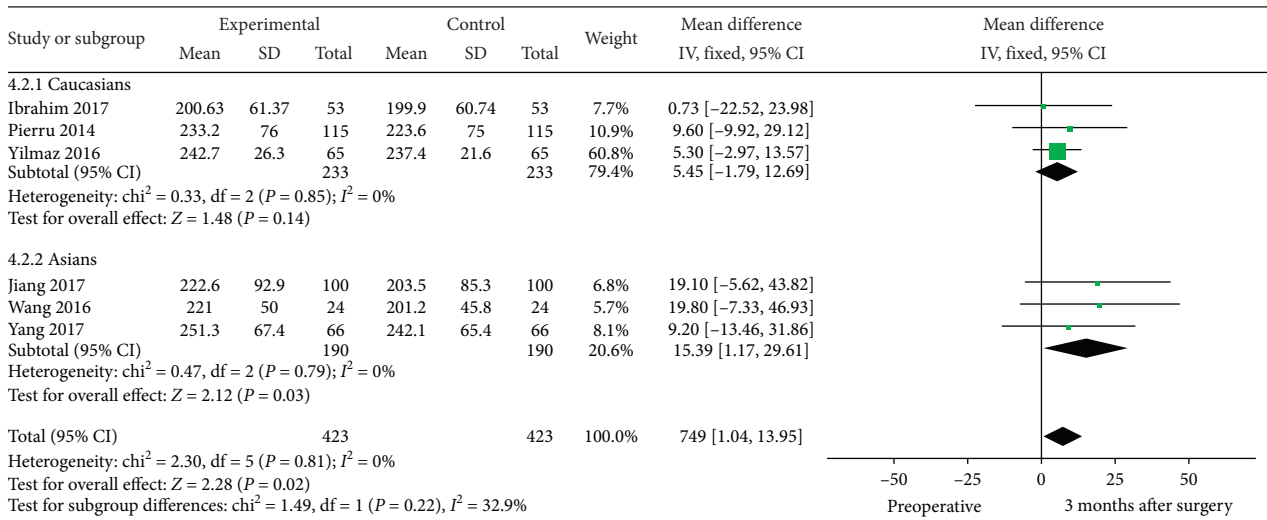 Study or subgroup Experimental Control Weight Mean difference Mean difference
Mean SD Total Mean SD Total IV, fixed, 95% CI IV, fixed, 95% CI
4.2.1 Caucasians
Ibrahim 2017 200.63 61.37 53 199.9 60.74 53 7.7% 0.73 [–22.52, 23.98]
Pierru 2014 233.2 76 115 223.6 75 115 10.9% 9.60 [–9.92, 29.12]
Yilmaz 2016 242.7 26.3 65 237.4 21.6 65 60.8% 5.30 [–2.97, 13.57]
Subtotal (95% CI) 233 233 79.4% 5.45 [–1.79, 12.69]
Heterogeneity: chi² = 0.33, df = 2 (P = 0.85); I² = 0%
Test for overall effect: Z = 1.48 (P = 0.14)
4.2.2 Asians
Jiang 2017 222.6 92.9 100 203.5 85.3 100 6.8% 19.10 [–5.62, 43.82]
Wang 2016 221 50 24 201.2 45.8 24 5.7% 19.80 [–7.33, 46.93]
Yang 2017 251.3 67.4 66 242.1 65.4 66 8.1% 9.20 [–13.46, 31.86]
Subtotal (95% CI) 190 190 20.6% 15.39 [1.17, 29.61]
Heterogeneity: chi² = 0.47, df = 2 (P = 0.79); I² = 0%
Test for overall effect: Z = 2.12 (P = 0.03)
Total (95% CI) 423 423 100.0% 749 [1.04, 13.95]
Heterogeneity: chi² = 2.30, df = 5 (P = 0.81); I² = 0%
Test for overall effect: Z = 2.28 (P = 0.02)
Test for subgroup differences: chi² = 1.49, df = 1 (P = 0.22), I² = 32.9%
–50 –25 0 25 50
Preoperative 3 months after surgery